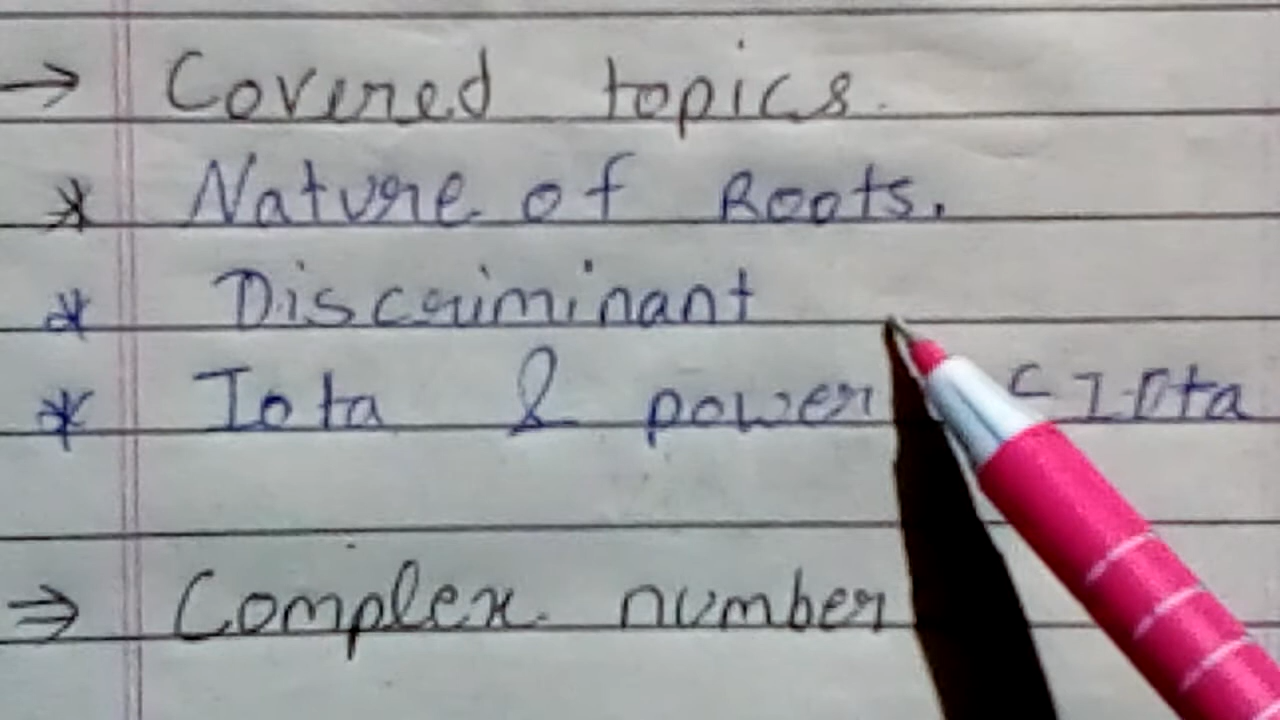 → Covered topics.
* Nature of Roots.
* Discriminant
* Iota & power Iota
⇒ Complex number